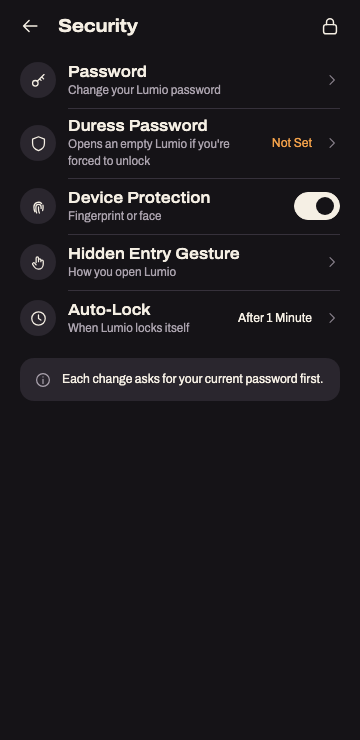 Security
Password
Change your Lumio password
Duress Password
Opens an empty Lumio if you're
forced to unlock
Not Set
Device Protection
Fingerprint or face
Hidden Entry Gesture
How you open Lumio
Auto-Lock
When Lumio locks itself
After 1 Minute
Each change asks for your current password first.